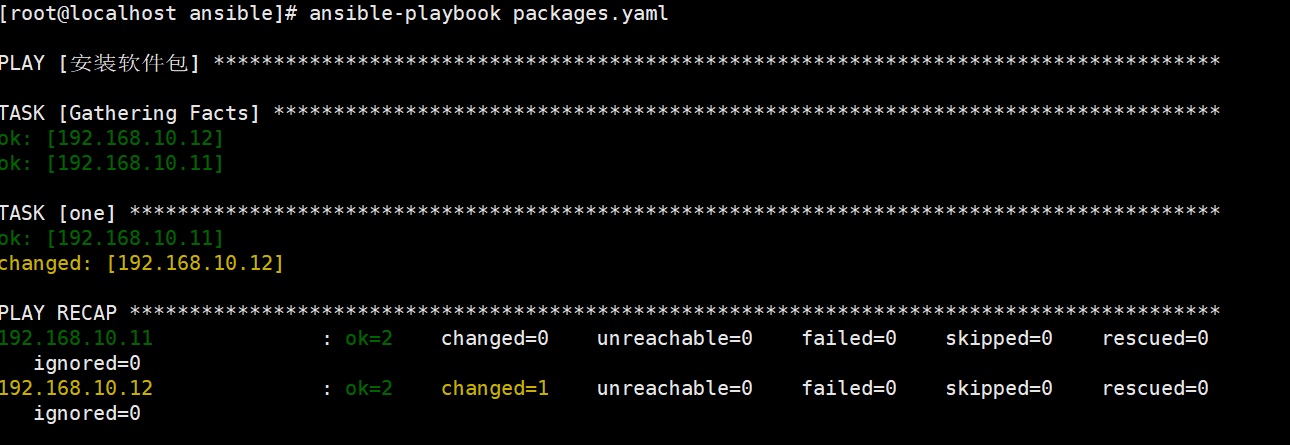 [root@localhost ansible]# ansible-playbook packages.yaml
PLAY [安装软件包] ************************************************************************************
TASK [Gathering Facts] *******************************************************************************
ok: [192.168.10.12]
ok: [192.168.10.11]
TASK [one] *******************************************************************************************
ok: [192.168.10.11]
changed: [192.168.10.12]
PLAY RECAP *******************************************************************************************
192.168.10.11              : ok=2    changed=0    unreachable=0    failed=0    skipped=0    rescued=0
ignored=0
192.168.10.12              : ok=2    changed=1    unreachable=0    failed=0    skipped=0    rescued=0
ignored=0